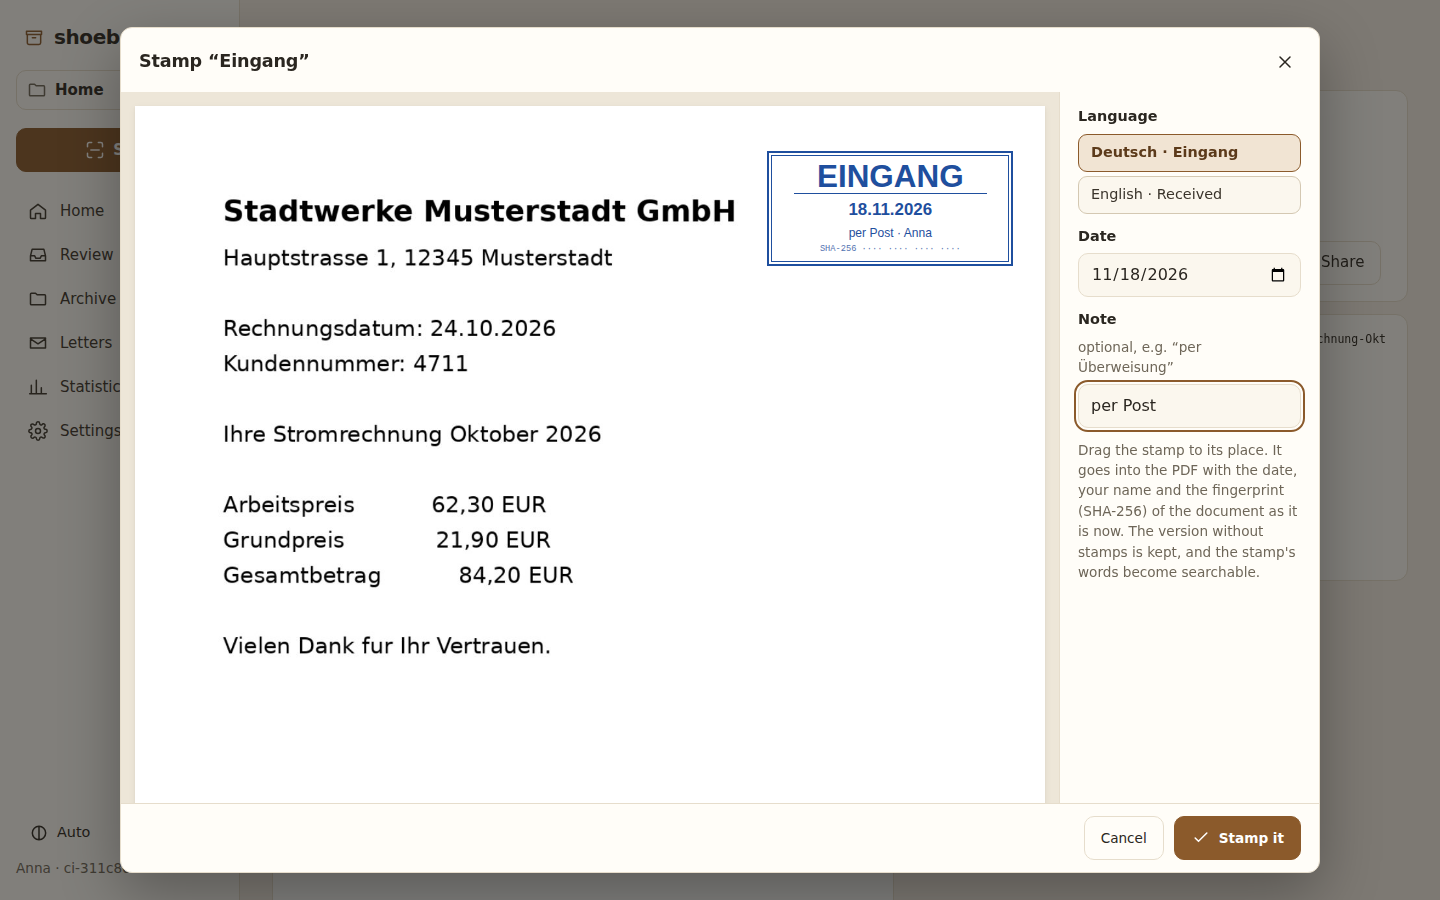 shoeb
Home
S
Home
Review
Archive
Letters
Statistic
Settings
Auto
Anna · ci-311c8
Stamp “Eingang”
Stadtwerke Musterstadt GmbH
Hauptstrasse 1, 12345 Musterstadt
Rechnungsdatum: 24.10.2026
Kundennummer: 4711
Ihre Stromrechnung Oktober 2026
Arbeitspreis 62,30 EUR
Grundpreis 21,90 EUR
Gesamtbetrag 84,20 EUR
Vielen Dank fur Ihr Vertrauen.
EINGANG
18.11.2026
per Post · Anna
SHA-256 ···· ···· ···· ····
Language
Deutsch · Eingang
English · Received
Date
11/18/2026
Note
optional, e.g. “per
Überweisung”
per Post
Drag the stamp to its place. It
goes into the PDF with the date,
your name and the fingerprint
(SHA-256) of the document as it
is now. The version without
stamps is kept, and the stamp's
words become searchable.
Cancel
Stamp it
Share
chnung-Okt